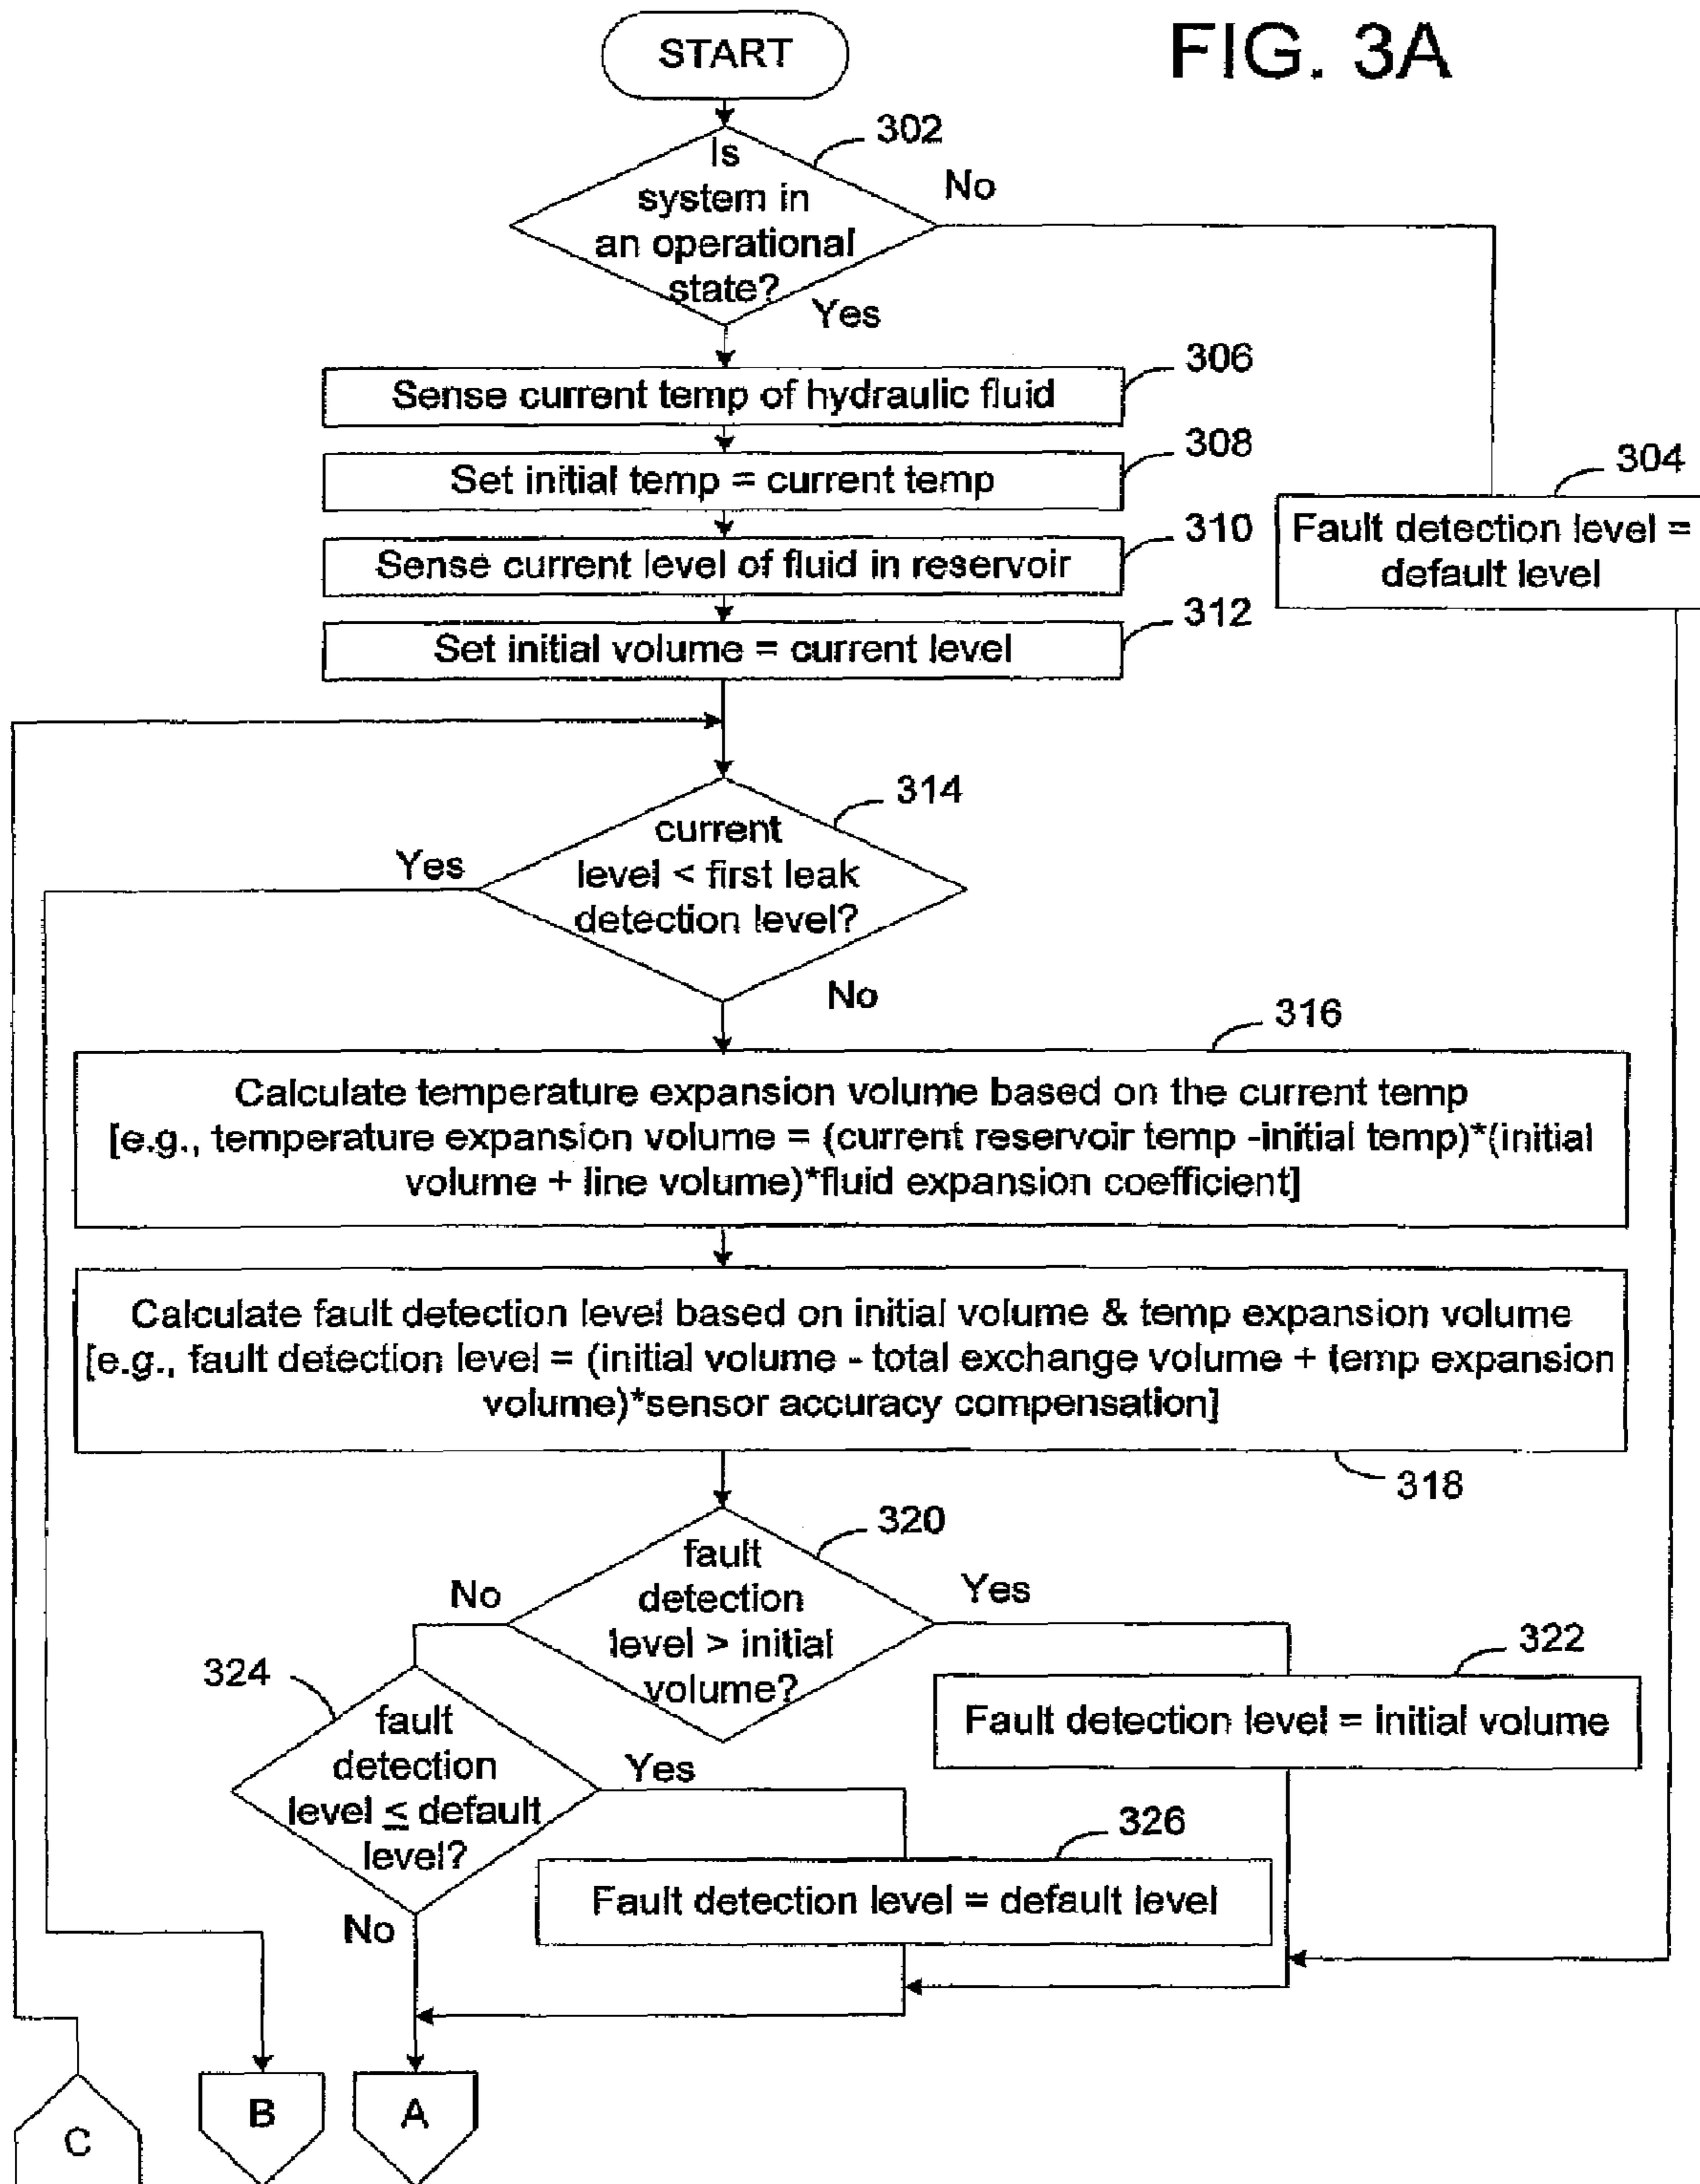 FIG. 3A
START
302
Is
system in
an operational
state?
No
Yes
306
Sense current temp of hydraulic fluid
308
Set initial temp = current temp
304
Fault detection level =
default level
310
Sense current level of fluid in reservoir
312
Set initial volume = current level
314
current
level < first leak
detection level?
Yes
No
316
Calculate temperature expansion volume based on the current temp
[e.g., temperature expansion volume = (current reservoir temp -initial temp)*(initial
volume + line volume)*fluid expansion coefficient]
Calculate fault detection level based on initial volume & temp expansion volume
[e.g., fault detection level = (initial volume - total exchange volume + temp expansion
volume)*sensor accuracy compensation]
318
320
fault
detection
level > initial
volume?
No
Yes
322
Fault detection level = initial volume
324
fault
detection
level ≤ default
level?
Yes
326
Fault detection level = default level
No
C
B
A